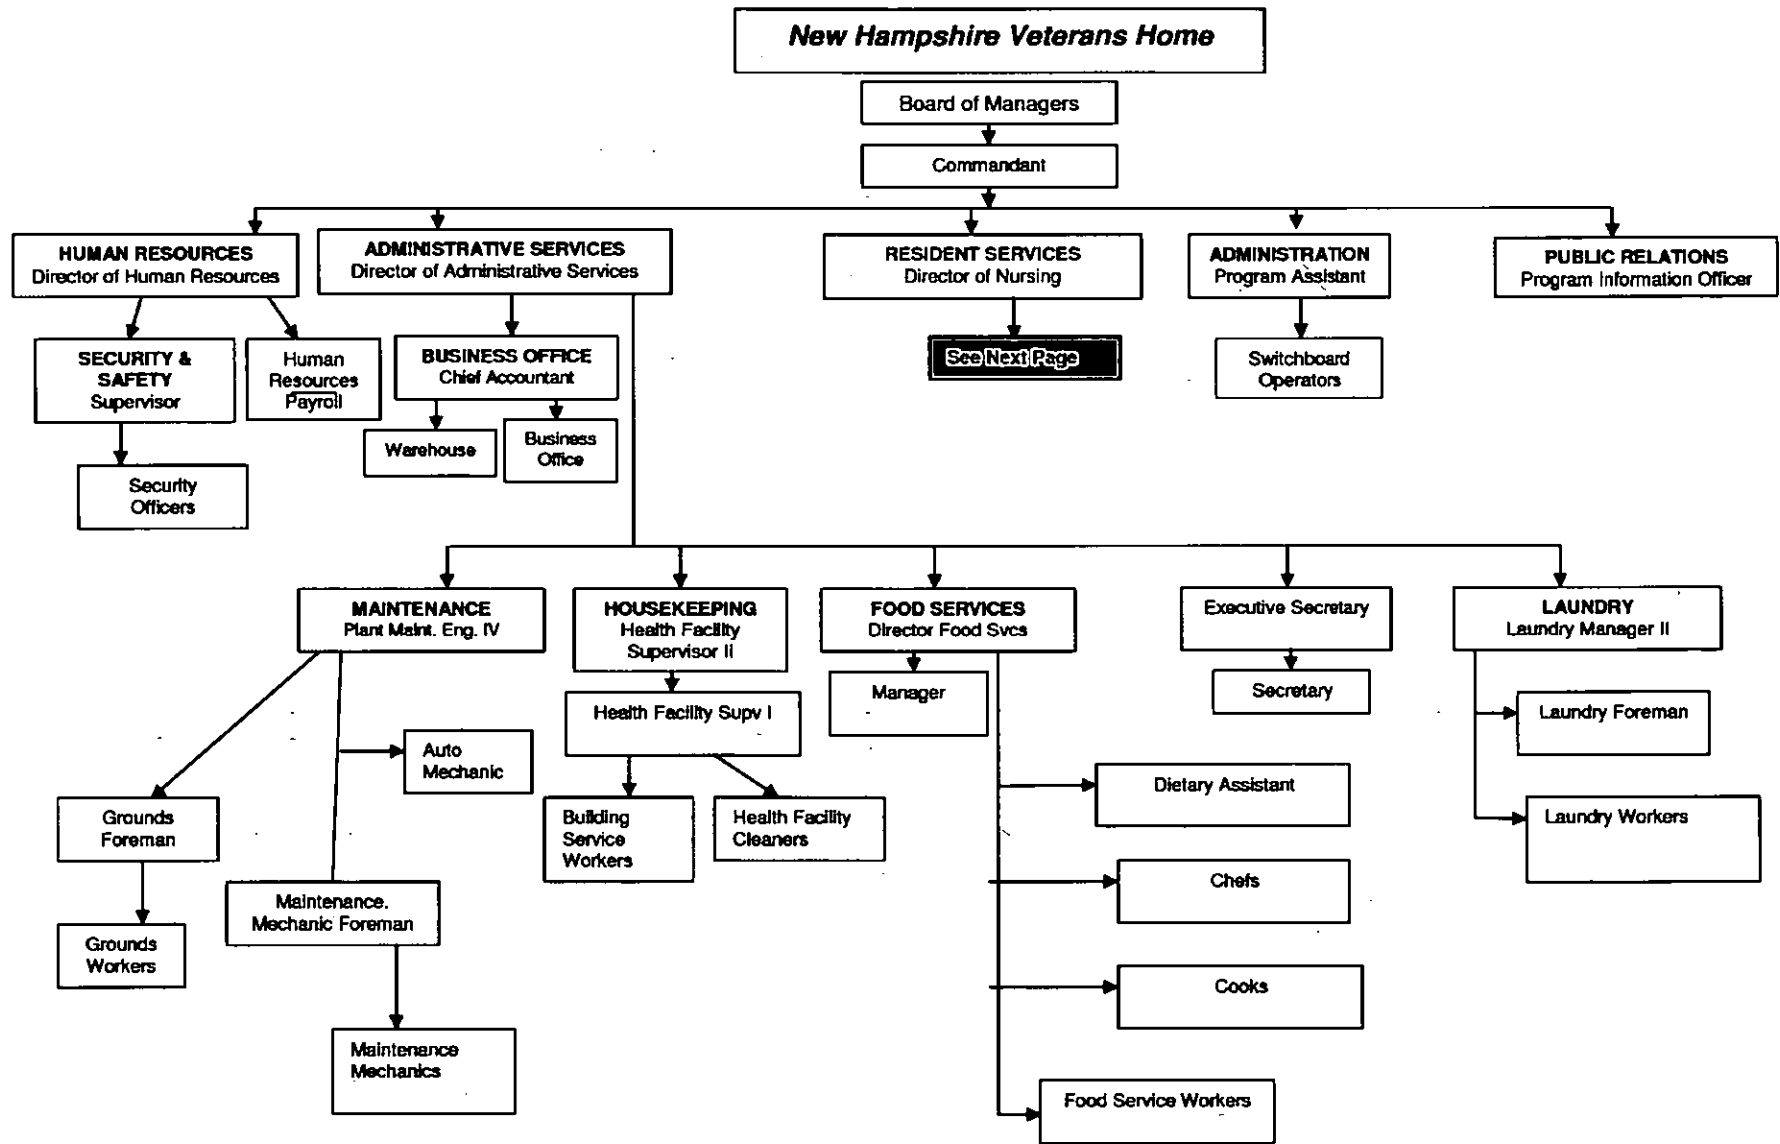 New Hampshire Veterans Home
Board of Managers
Commandant
HUMAN RESOURCES
Director of Human Resources
ADMINISTRATIVE SERVICES
Director of Administrative Services
RESIDENT SERVICES
Director of Nursing
ADMINISTRATION
Program Assistant
PUBLIC RELATIONS
Program Information Officer
SECURITY &
SAFETY
Supervisor
Human
Resources
Payroll
BUSINESS OFFICE
Chief Accountant
See Next Page
Switchboard
Operators
Warehouse
Business
Office
Security
Officers
MAINTENANCE
Plant Maint. Eng. IV
HOUSEKEEPING
Health Facility
Supervisor II
FOOD SERVICES
Director Food Svcs
Executive Secretary
LAUNDRY
Laundry Manager II
Manager
Secretary
Health Facility Supv I
Laundry Foreman
Auto
Mechanic
Dietary Assistant
Grounds
Foreman
Building
Service
Workers
Health Facility
Cleaners
Laundry Workers
Chefs
Maintenance.
Mechanic Foreman
Grounds
Workers
Cooks
Maintenance
Mechanics
Food Service Workers